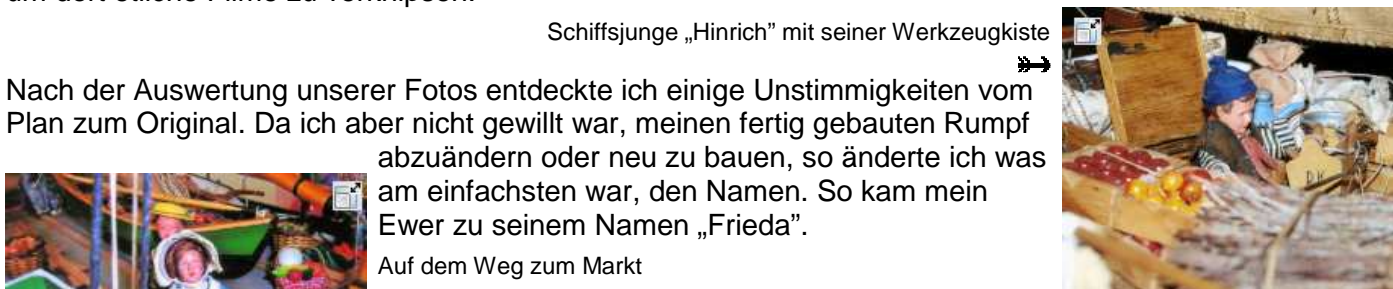 Schiffsjunge „Hinrich” mit seiner Werkzeugkiste
Nach der Auswertung unserer Fotos entdeckte ich einige Unstimmigkeiten vom
Plan zum Original. Da ich aber nicht gewillt war, meinen fertig gebauten Rumpf
abzuändern oder neu zu bauen, so änderte ich was
am einfachsten war, den Namen. So kam mein
Ewer zu seinem Namen „Frieda”.
Auf dem Weg zum Markt